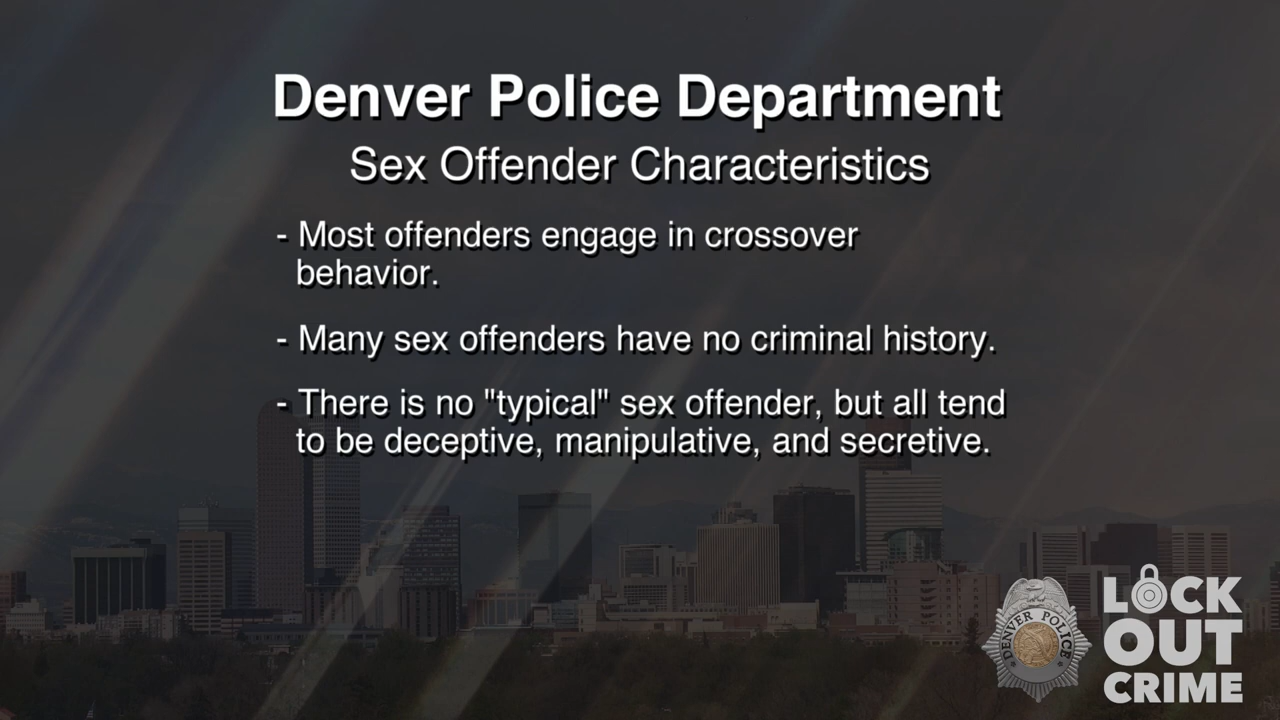 Denver Police Department
Sex Offender Characteristics
- Most offenders engage in crossover
behavior.
- Many sex offenders have no criminal history.
- There is no "typical" sex offender, but all tend
to be deceptive, manipulative, and secretive.
DENVER POLICE
LOCK
OUT
CRIME